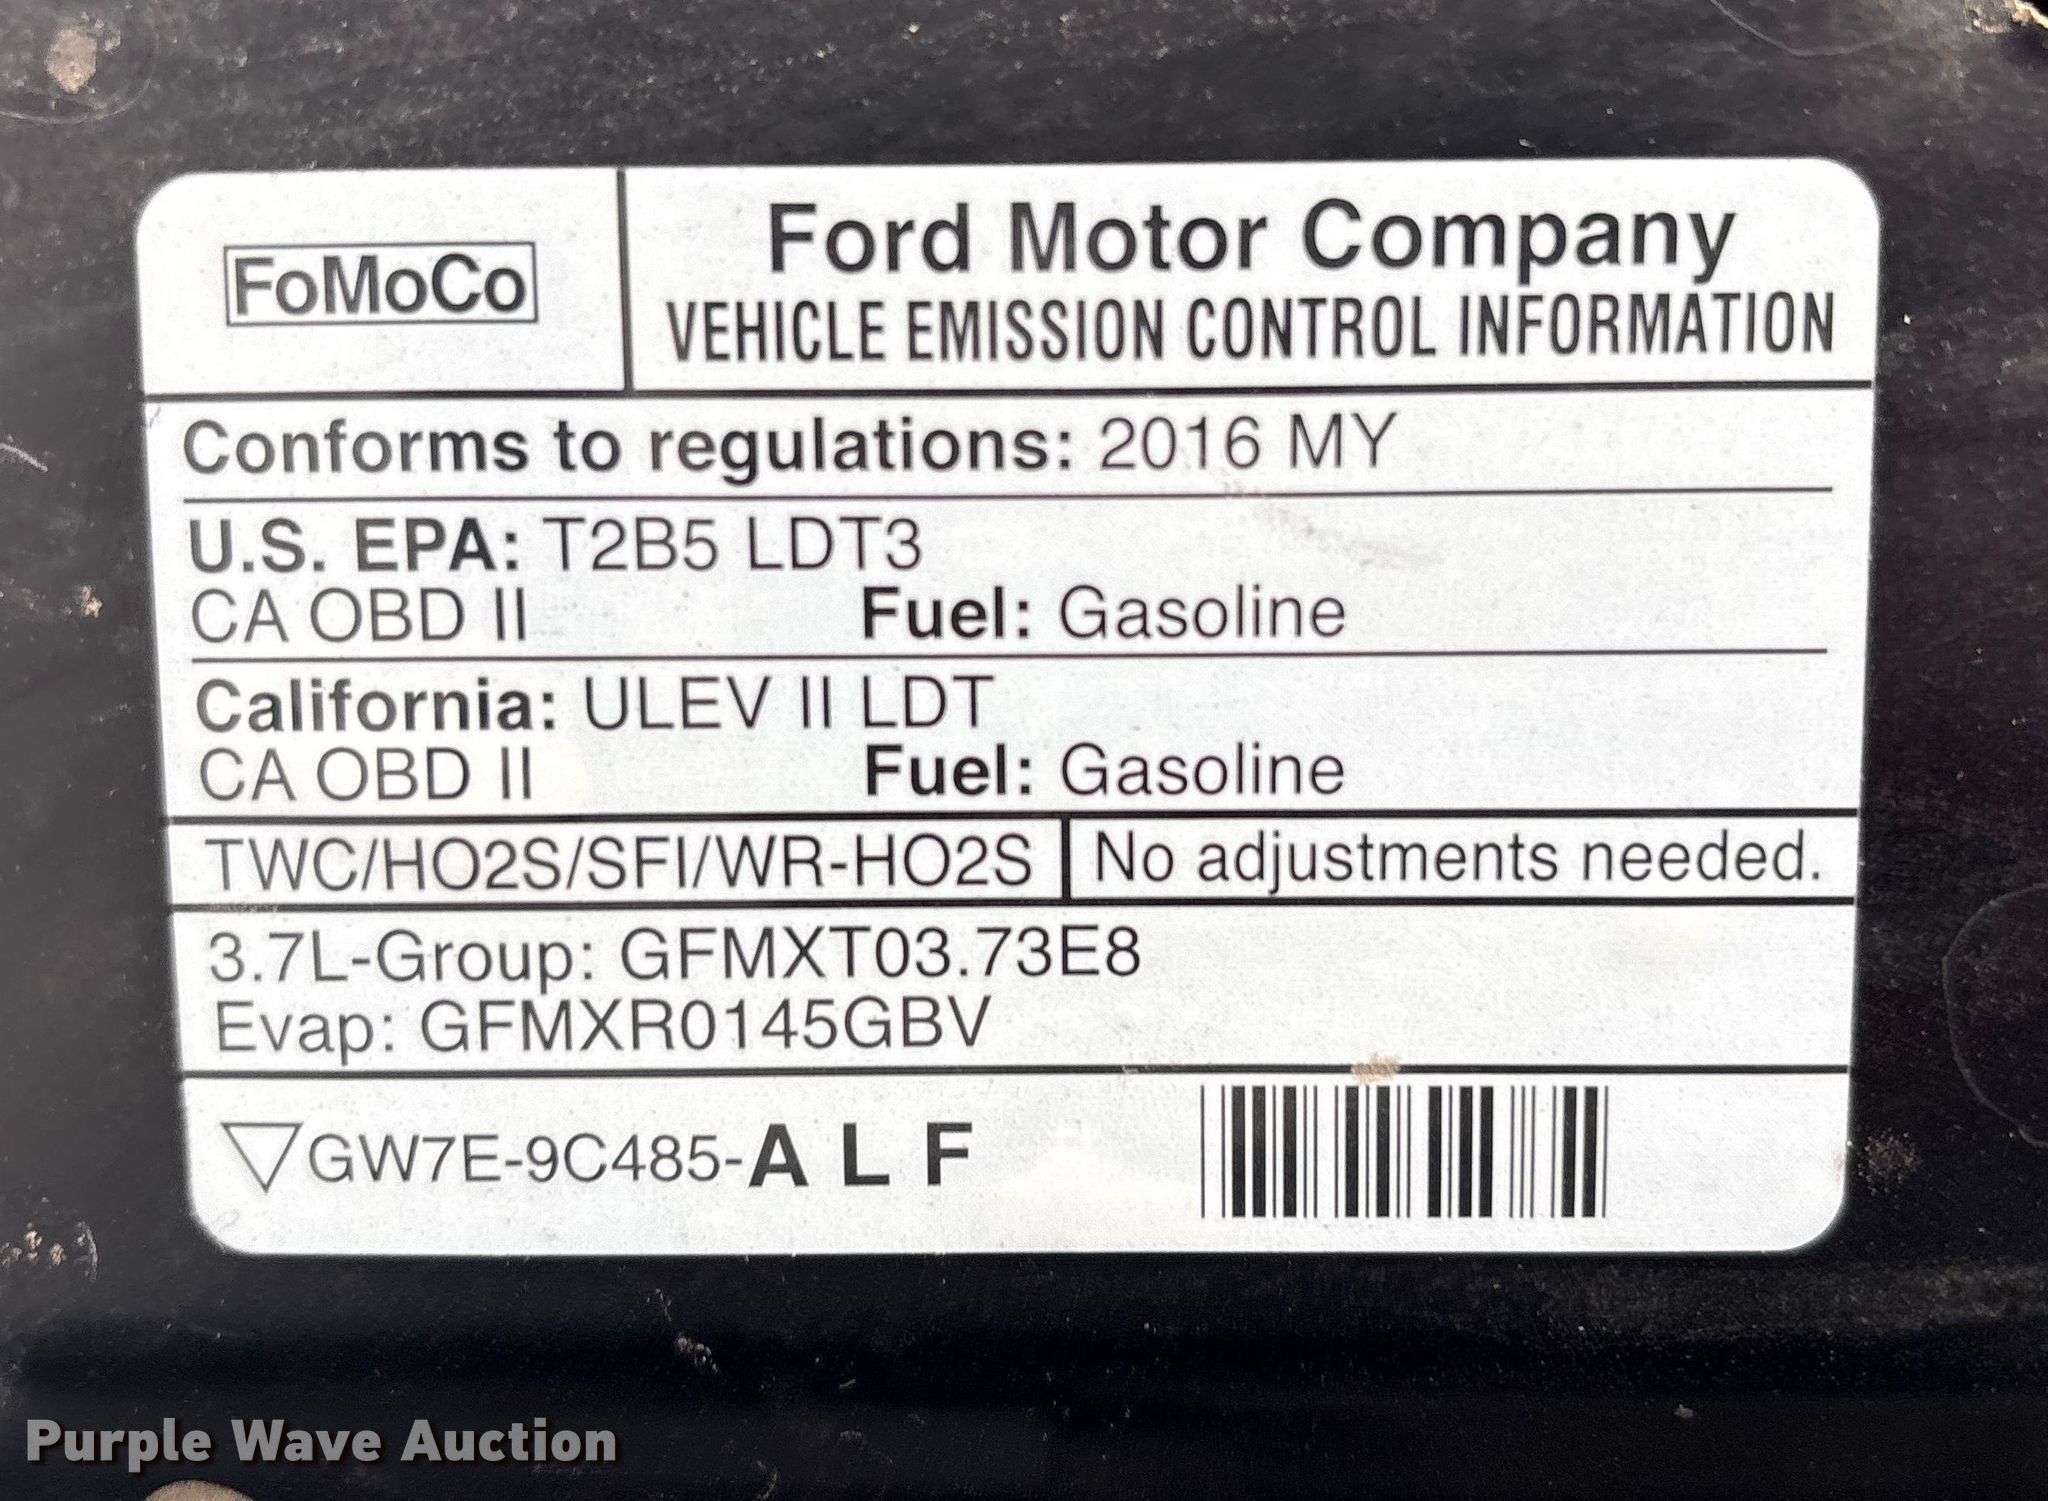 FoMoCo
Ford Motor Company
VEHICLE EMISSION CONTROL INFORMATION
Conforms to regulations: 2016 MY
U.S. EPA: T2B5 LDT3
CA OBD II Fuel: Gasoline
California: ULEV II LDT
CA OBD II Fuel: Gasoline
TWC/HO2S/SFI/WR-HO2S No adjustments needed.
3.7L-Group: GFMXT03.73E8
Evap: GFMXR0145GBV
GW7E-9C485-A L F
Purple Wave Auction